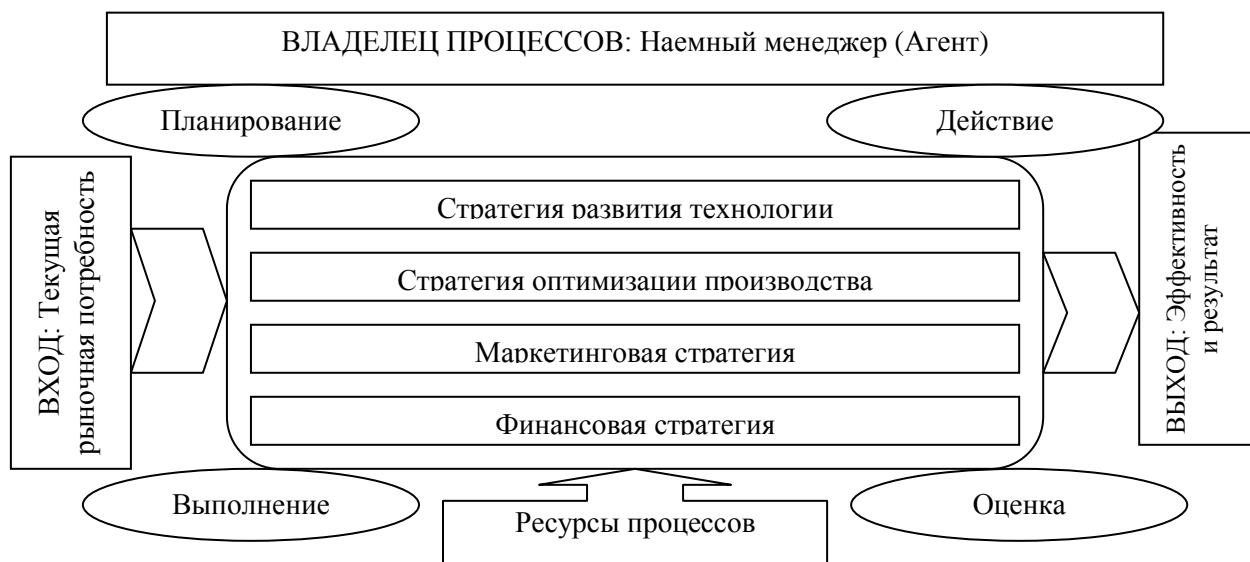 ВЛАДЕЛЕЦ ПРОЦЕССОВ: Наемный менеджер (Агент)
Планирование
Действие
ВХОД: Текущая
рыночная потребность
Стратегия развития технологии
Стратегия оптимизации производства
Маркетинговая стратегия
Финансовая стратегия
ВЫХОД: Эффективность
и результат
Выполнение
Оценка
Ресурсы процессов